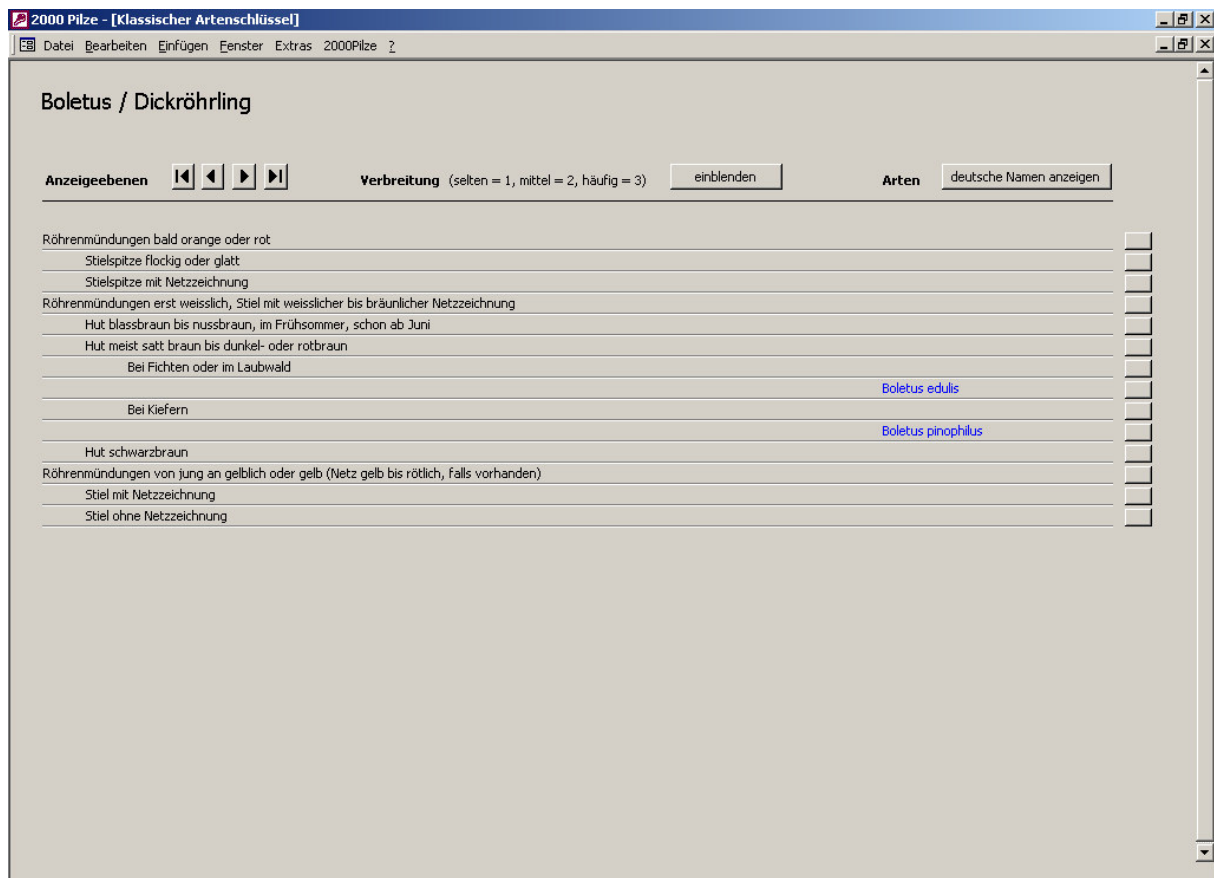 2000 Pilze - [Klassischer Artenschlüssel]
Datei Bearbeiten Einfügen Fenster Extras 2000Pilze ?
Boletus / Dickröhrling
Anzeigeebenen Verbreitung (selten = 1, mittel = 2, häufig = 3) einblenden Arten deutsche Namen anzeigen
Röhrenmündungen bald orange oder rot
Stielspitze flockig oder glatt
Stielspitze mit Netzzeichnung
Röhrenmündungen erst weisslich, Stiel mit weisslicher bis bräunlicher Netzzeichnung
Hut blassbraun bis nussbraun, im Frühsommer, schon ab Juni
Hut meist satt braun bis dunkel- oder rotbraun
Bei Fichten oder im Laubwald
Boletus edulis
Bei Kiefern
Boletus pinophilus
Hut schwarzbraun
Röhrenmündungen von jung an gelblich oder gelb (Netz gelb bis rötlich, falls vorhanden)
Stiel mit Netzzeichnung
Stiel ohne Netzzeichnung